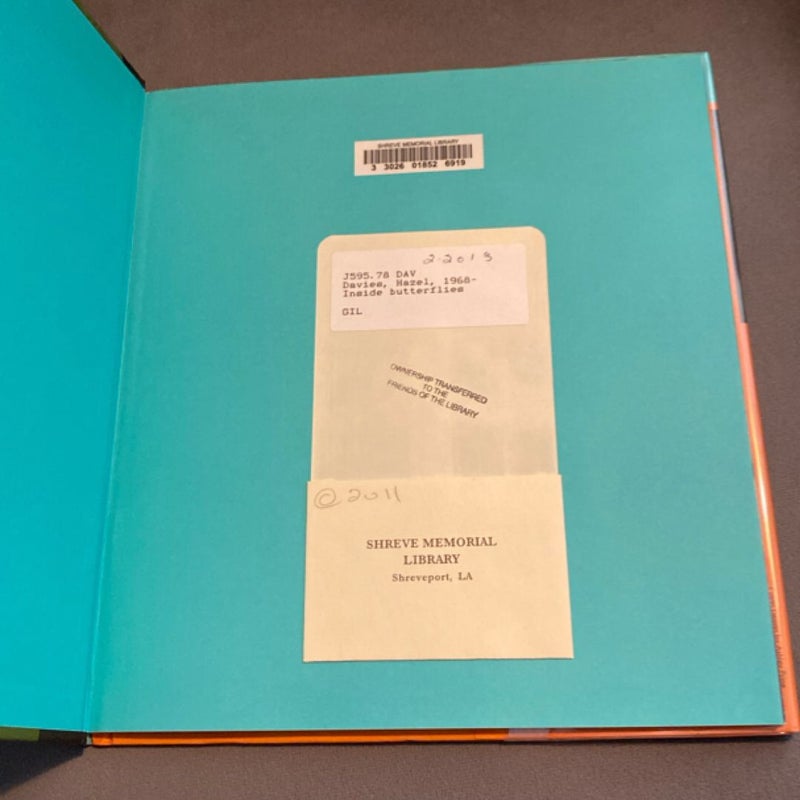 SHREVE MEMORIAL LIBRARY
3 3026 01852 6919
2-2013
J595.78 DAV
Davies, Hazel, 1968-
Inside butterflies
GIL
OWNERSHIP TRANSFERRED
TO THE
FRIENDS OF THE LIBRARY
© 2011
SHREVE MEMORIAL
LIBRARY
Shreveport, LA